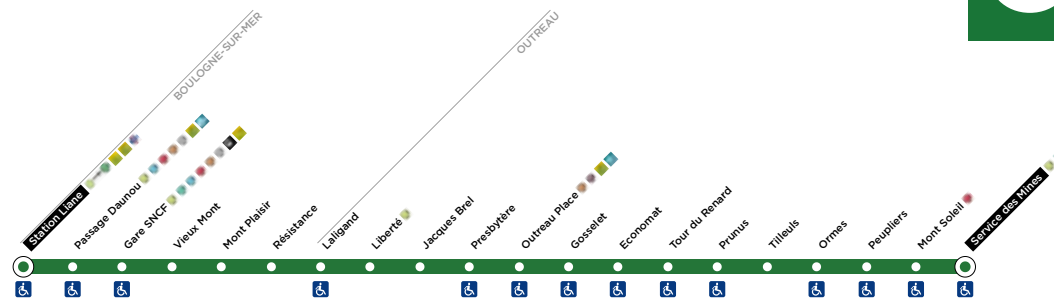 BOULOGNE-SUR-MER
OUTREAU
Station Liane
Passage Daunou
Gare SNCF
Vieux Mont
Mont Plaisir
Résistance
Laligand
Liberté
Jacques Brel
Presbytère
Outreau Place
Gosselet
Economat
Tour du Renard
Prunus
Tilleuls
Ormes
Peupliers
Mont Soleil
Service des Mines